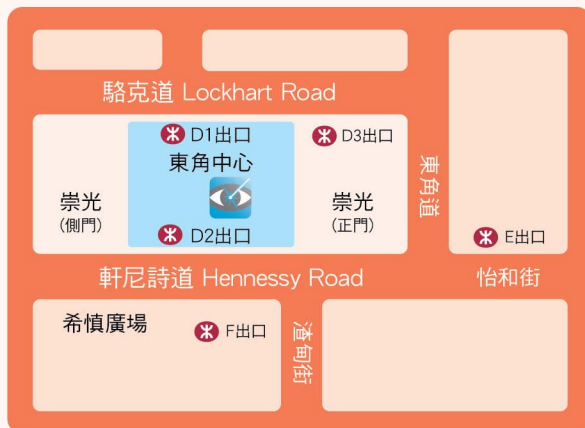 駱克道 Lockhart Road
D1出口
D3出口
東角中心
崇光
(側門)
崇光
(正門)
D2出口
東角道
E出口
軒尼詩道 Hennessy Road
怡和街
希慎廣場
F出口
渣甸街